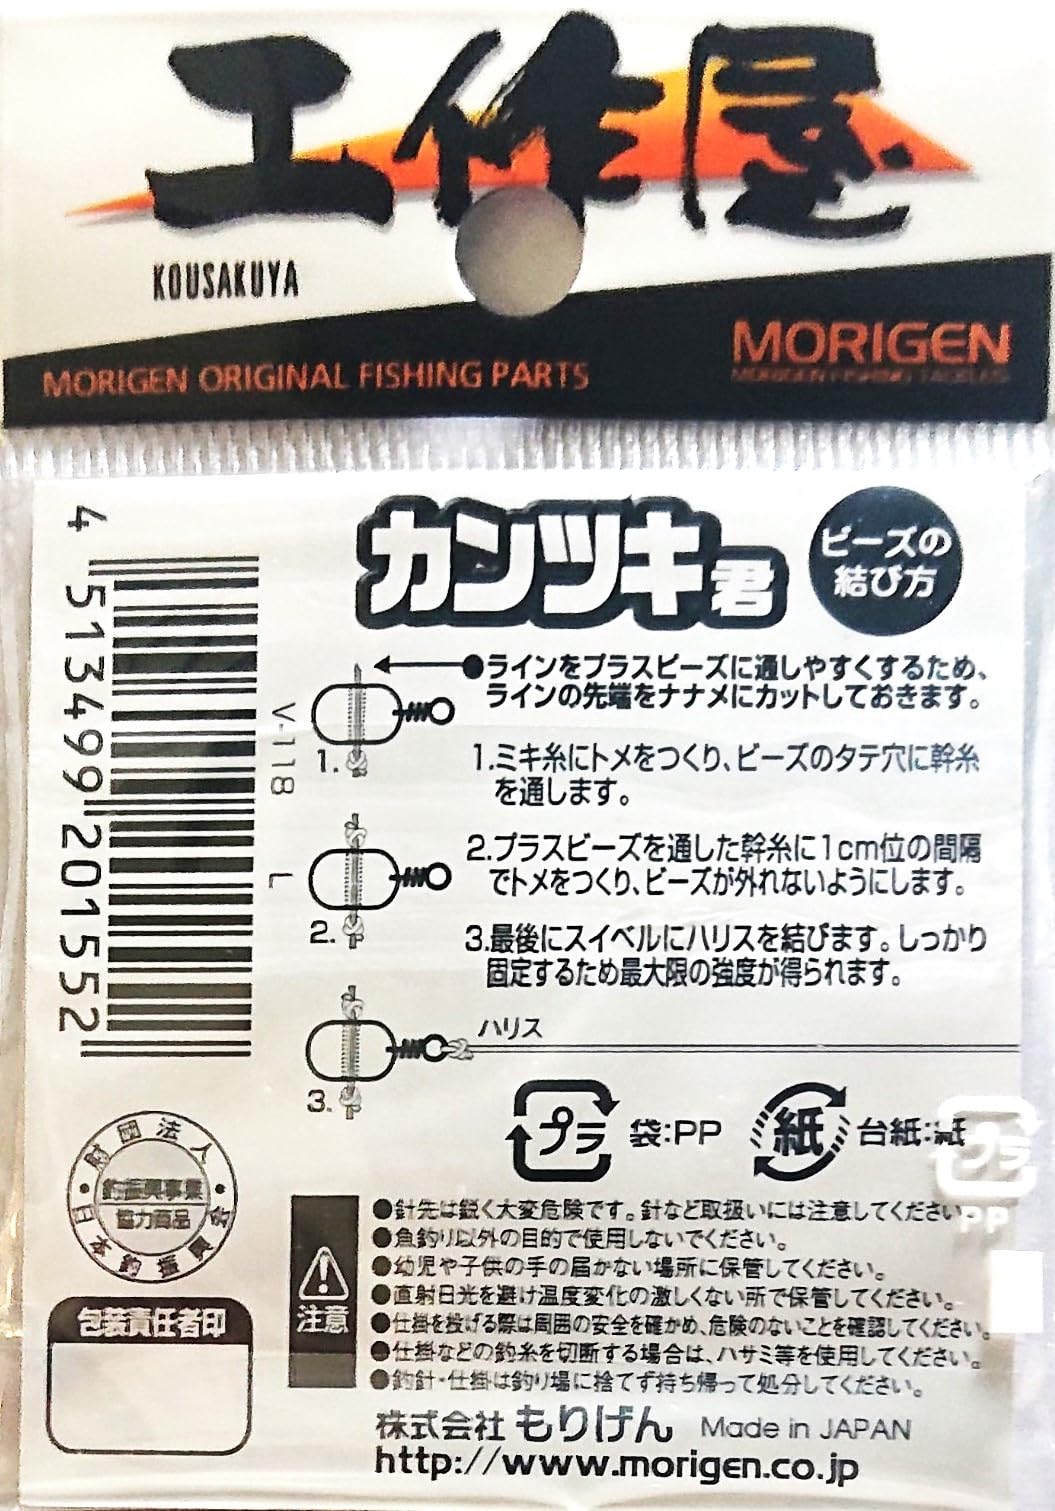 工作屋
KOUSAKUYA
MORIGEN
MORIGEN FISHING TACKLES
MORIGEN ORIGINAL FISHING PARTS
カンツキ君
ビーズの
結び方
4 513499 201552
V-118 L
●ラインをプラスビーズに通しやすくするため、
ラインの先端をナナメにカットしておきます。
1.
1.ミキ糸にトメをつくり、ビーズのタテ穴に幹糸
を通します。
2.
2.プラスビーズを通した幹糸に1cm位の間隔
でトメをつくり、ビーズが外れないようにします。
3.最後にスイベルにハリスを結びます。しっかり
固定するため最大限の強度が得られます。
ハリス
3.
プラ 袋:PP 紙 台紙:紙
プラ
PP
財団法人
釣振興事業
協力商品
日本釣振興会
包装責任者印
注意
●針先は鋭く大変危険です。針など取扱いには注意してください。
●魚釣り以外の目的で使用しないでください。
●幼児や子供の手の届かない場所に保管してください。
●直射日光を避け温度変化の激しくない所で保管してください。
●仕掛を投げる際は周囲の安全を確かめ、危険のないことを確認してください。
●仕掛などの釣糸を切断する場合は、ハサミ等を使用してください。
●釣針・仕掛は釣り場に捨てず持ち帰って処分してください。
株式会社 もりげん Made in JAPAN
http://www.morigen.co.jp